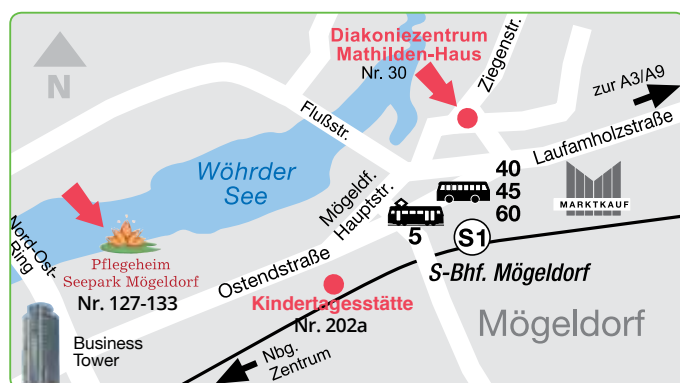 Diakoniezentrum
Mathilden-Haus
Nr. 30
Ziegenstr.
zur A3/A9
N
Flußstr.
Laufamholzstraße
Wöhrder
See
Mögeldf.
Hauptstr.
40
45
60
MARKTKAUF
5
S1
S-Bhf. Mögeldorf
Nord-Ost-
Ring
Pflegeheim
Seepark Mögeldorf
Nr. 127-133
Ostendstraße
Kindertagesstätte
Nr. 202a
Mögeldorf
Business
Tower
Nbg.
Zentrum